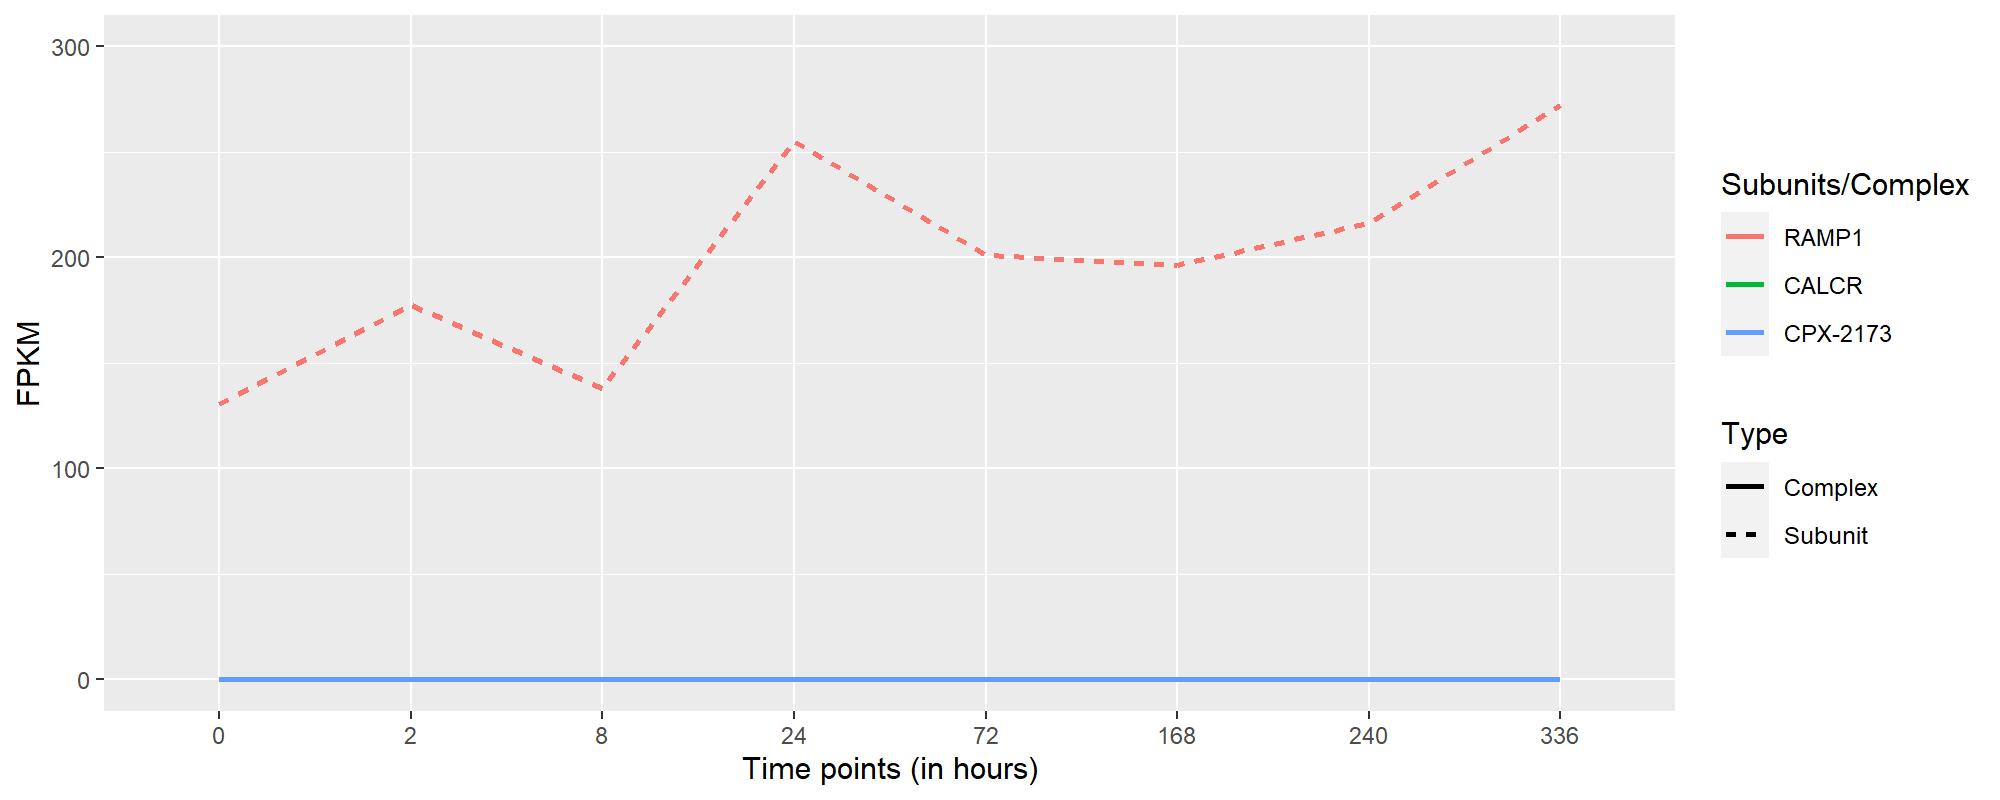 FPKM
300
200
100
0
0 2 8 24 72 168 240 336
Time points (in hours)
Subunits/Complex
RAMP1
CALCR
CPX-2173
Type
Complex
Subunit